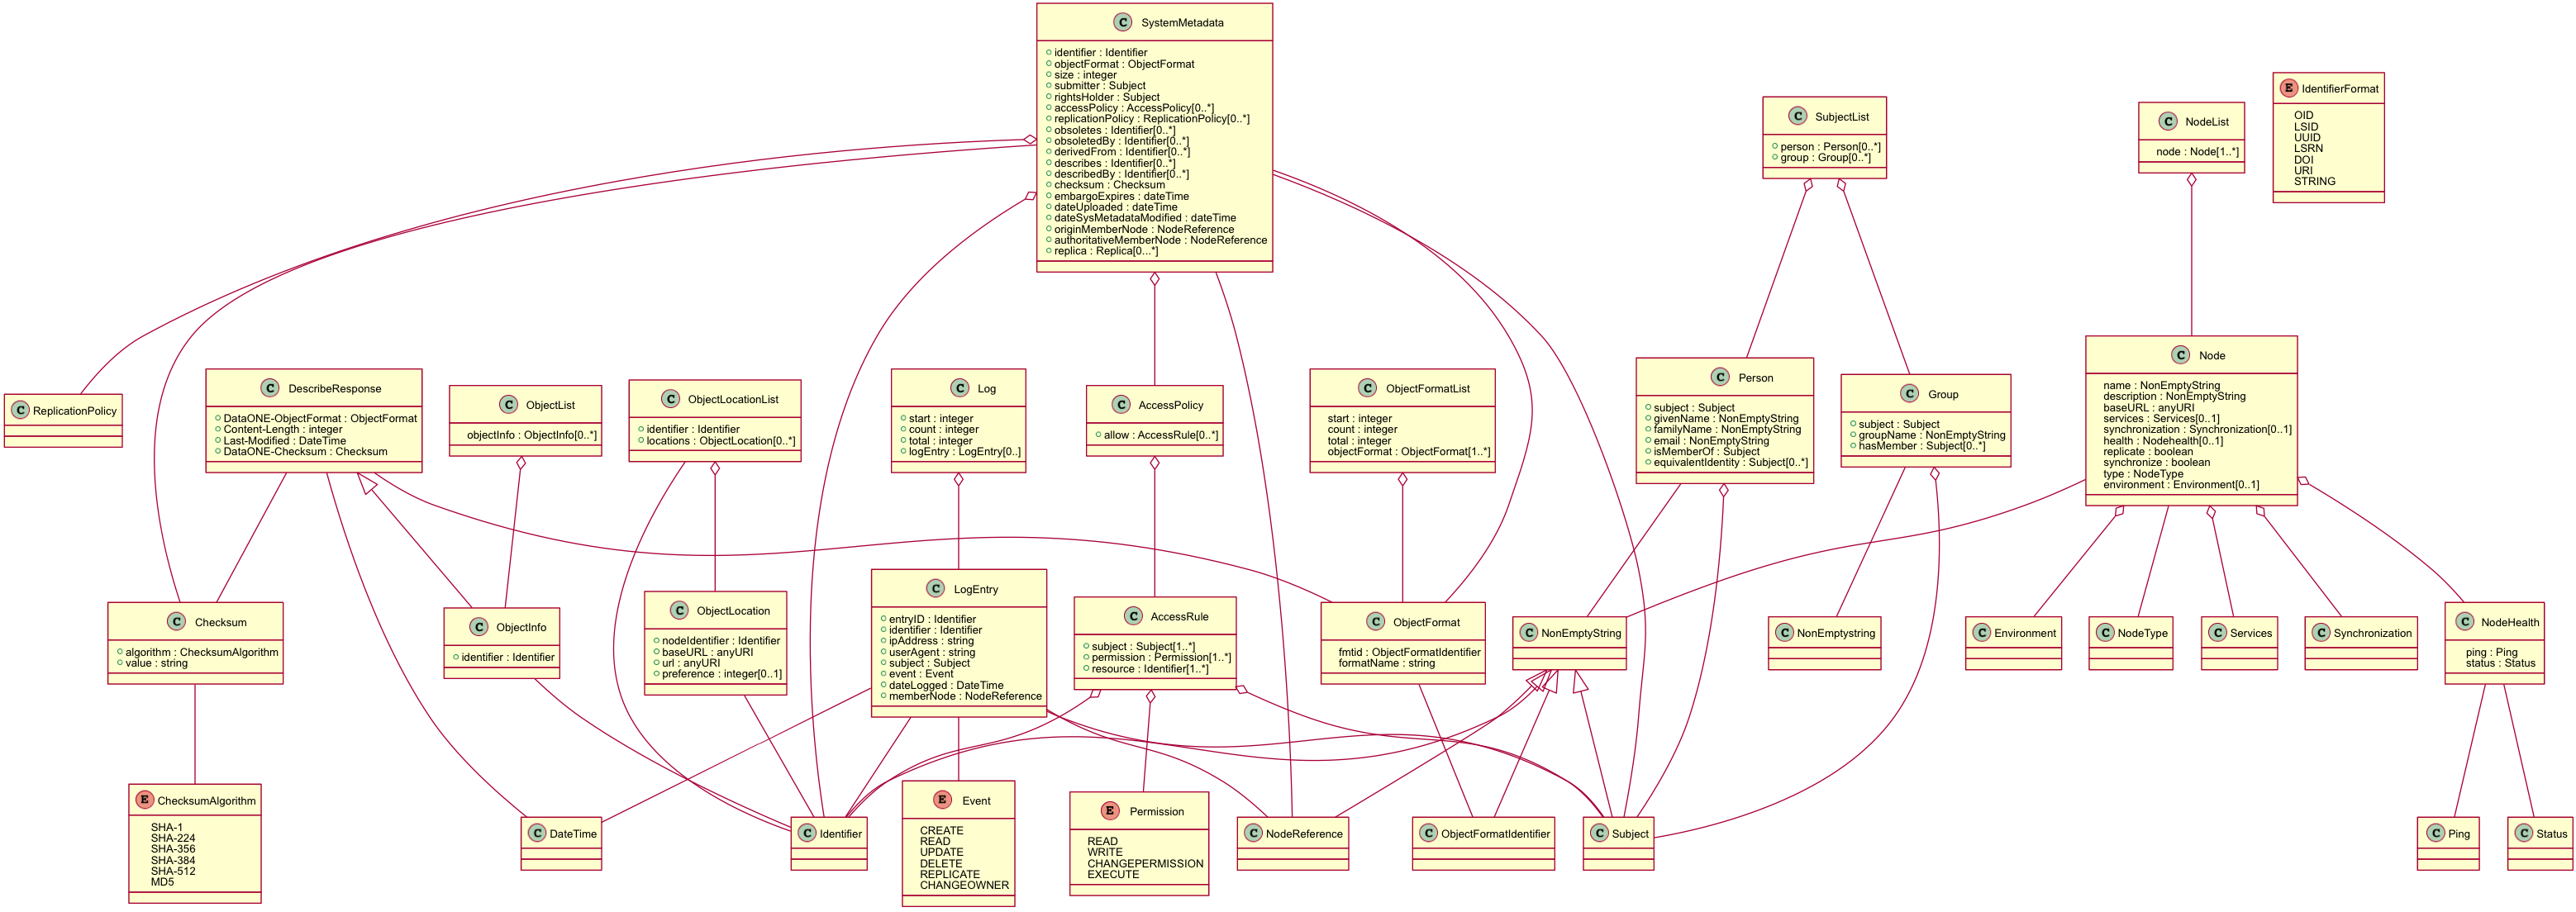 C SystemMetadata
identifier : Identifier
objectFormat : ObjectFormat
size : integer
submitter : Subject
rightsHolder : Subject
accessPolicy : AccessPolicy[0..*]
replicationPolicy : ReplicationPolicy[0..*]
obsoletes : Identifier[0..*]
obsoletedBy : Identifier[0..*]
derivedFrom : Identifier[0..*]
describes : Identifier[0..*]
describedBy : Identifier[0..*]
checksum : Checksum
embargoExpires : dateTime
dateUploaded : dateTime
dateSysMetadataModified : dateTime
originMemberNode : NodeReference
authoritativeMemberNode : NodeReference
replica : Replica[0...*]
C SubjectList
person : Person[0..*]
group : Group[0..*]
C NodeList
node : Node[1..*]
E IdentifierFormat
OID
LSID
UUID
LSRN
DOI
URI
STRING
C ReplicationPolicy
C DescribeResponse
DataONE-ObjectFormat : ObjectFormat
Content-Length : integer
Last-Modified : DateTime
DataONE-Checksum : Checksum
C ObjectList
objectInfo : ObjectInfo[0..*]
C ObjectLocationList
identifier : Identifier
locations : ObjectLocation[0..*]
C Log
start : integer
count : integer
total : integer
logEntry : LogEntry[0..]
C AccessPolicy
allow : AccessRule[0..*]
C ObjectFormatList
start : integer
count : integer
total : integer
objectFormat : ObjectFormat[1..*]
C Person
subject : Subject
givenName : NonEmptyString
familyName : NonEmptyString
email : NonEmptyString
isMemberOf : Subject
equivalentIdentity : Subject[0..*]
C Group
subject : Subject
groupName : NonEmptyString
hasMember : Subject[0..*]
C Node
name : NonEmptyString
description : NonEmptyString
baseURL : anyURI
services : Services[0..1]
synchronization : Synchronization[0..1]
health : Nodehealth[0..1]
replicate : boolean
synchronize : boolean
type : NodeType
environment : Environment[0..1]
C Checksum
algorithm : ChecksumAlgorithm
value : string
C ObjectInfo
identifier : Identifier
C ObjectLocation
nodeIdentifier : Identifier
baseURL : anyURI
url : anyURI
preference : integer[0..1]
C LogEntry
entryID : Identifier
identifier : Identifier
ipAddress : string
userAgent : string
subject : Subject
event : Event
dateLogged : DateTime
memberNode : NodeReference
C AccessRule
subject : Subject[1..*]
permission : Permission[1..*]
resource : Identifier[1..*]
C ObjectFormat
fmtid : ObjectFormatIdentifier
formatName : string
C NonEmptyString
C NonEmptystring
C Environment
C NodeType
C Services
C Synchronization
C NodeHealth
ping : Ping
status : Status
E ChecksumAlgorithm
SHA-1
SHA-224
SHA-356
SHA-384
SHA-512
MD5
C DateTime
C Identifier
E Event
CREATE
READ
UPDATE
DELETE
REPLICATE
CHANGEOWNER
E Permission
READ
WRITE
CHANGEPERMISSION
EXECUTE
C NodeReference
C ObjectFormatIdentifier
C Subject
C Ping
C Status